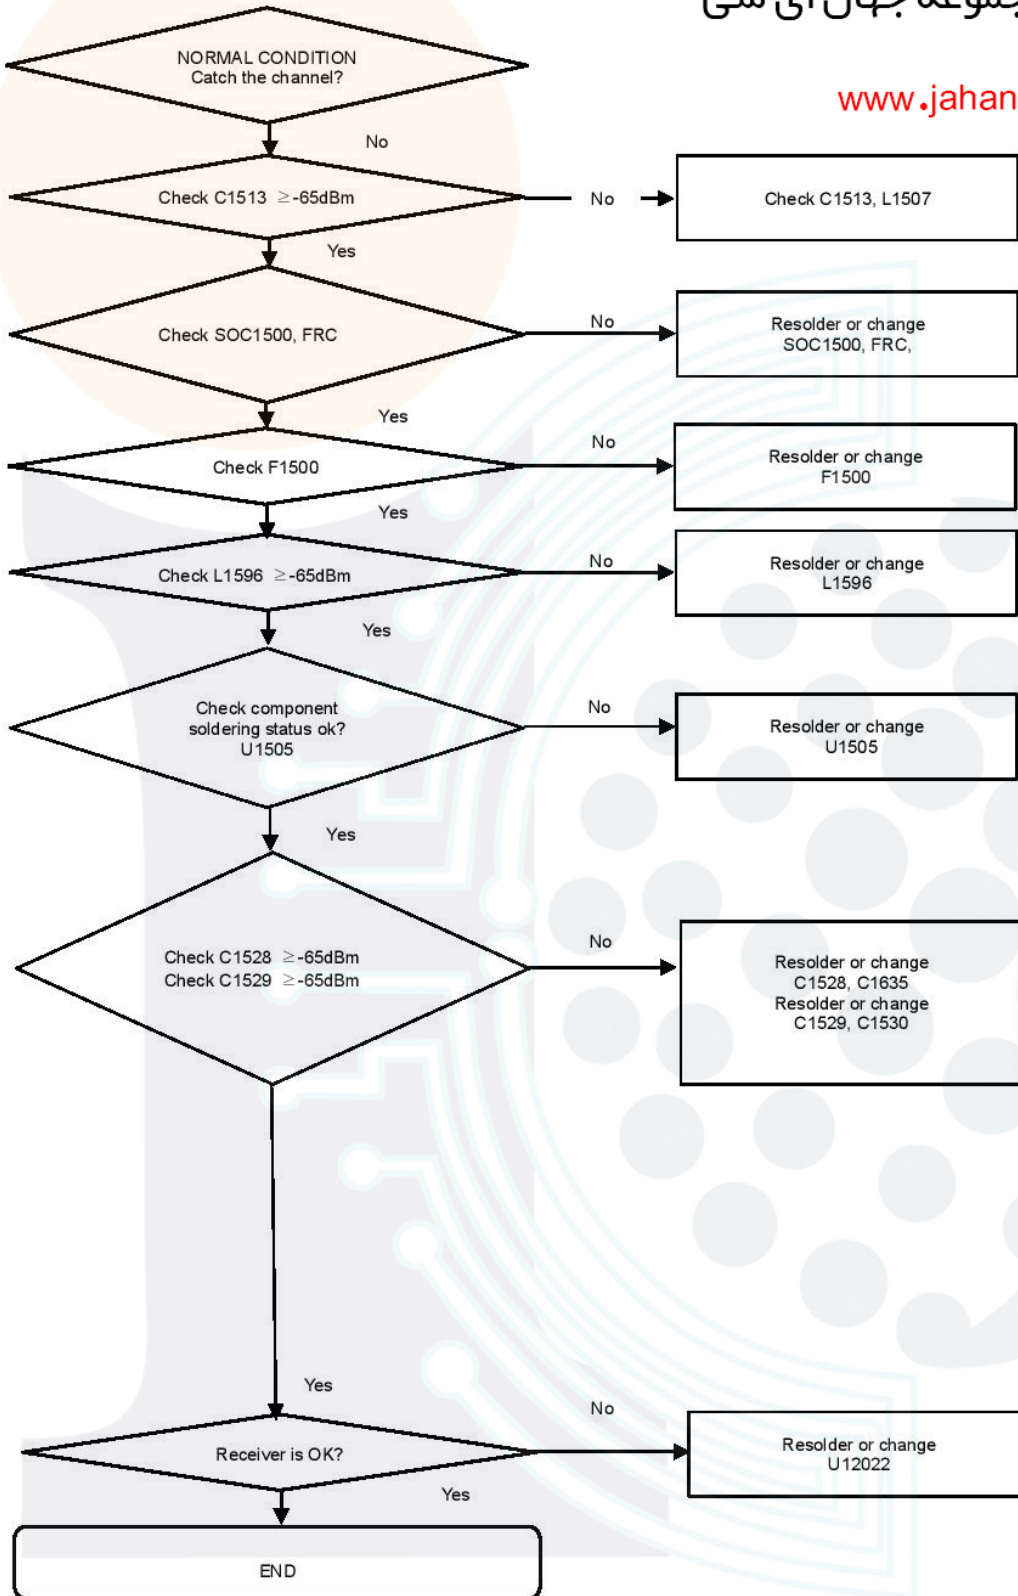 جهان آی سی
www.jahan
NORMAL CONDITION
Catch the channel?
No
Check C1513 ≥-65dBm
No
Check C1513, L1507
Yes
Check SOC1500, FRC
No
Resolder or change
SOC1500, FRC,
Yes
Check F1500
No
Resolder or change
F1500
Yes
Check L1596 ≥-65dBm
No
Resolder or change
L1596
Yes
Check component
soldering status ok?
U1505
No
Resolder or change
U1505
Yes
Check C1528 ≥-65dBm
Check C1529 ≥-65dBm
No
Resolder or change
C1528, C1635
Resolder or change
C1529, C1530
Yes
Receiver is OK?
No
Resolder or change
U12022
Yes
END